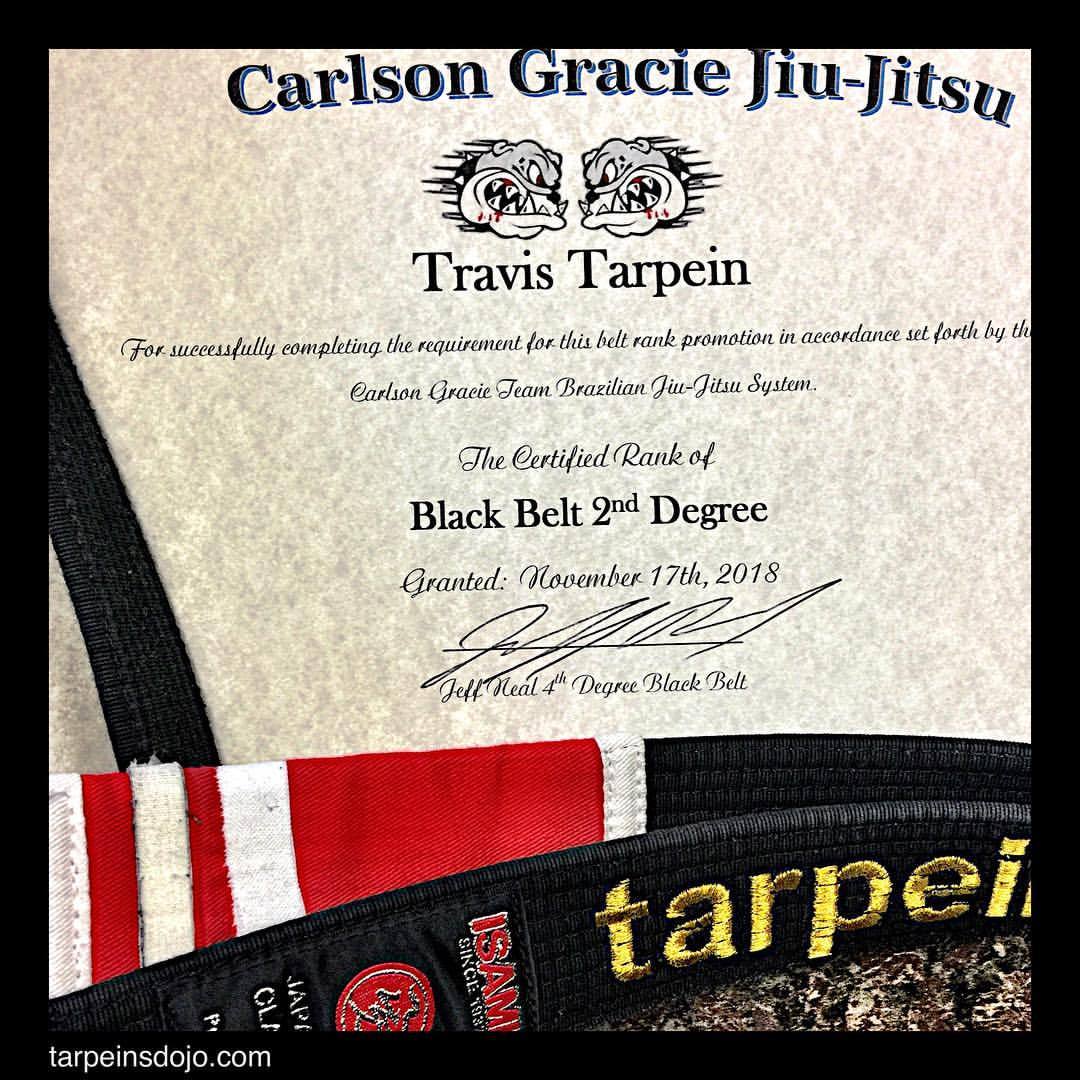 Carlson Gracie Jiu-Jitsu
Travis Tarpein
For successfully completing the requirement for this belt rank promotion in accordance set forth by th
Carlson Gracie Team Brazilian Jiu-Jitsu System.
The Certified Rank of
Black Belt 2nd Degree
Granted: November 17th, 2018
Jeff Neal 4th Degree Black Belt
tarpein
ISAMI
SINCE
tarpeinsdojo.com